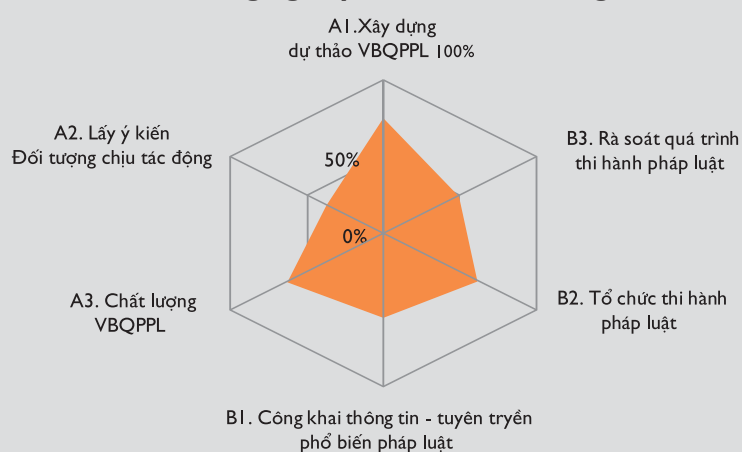 A1.Xây dựng
dự thảo VBQPPL 100%
A2. Lấy ý kiến
Đối tượng chịu tác động
50%
B3. Rà soát quá trình
thi hành pháp luật
0%
A3. Chất lượng
VBQPPL
B2. Tổ chức thi hành
pháp luật
B1. Công khai thông tin - tuyên tryền
phổ biến pháp luật